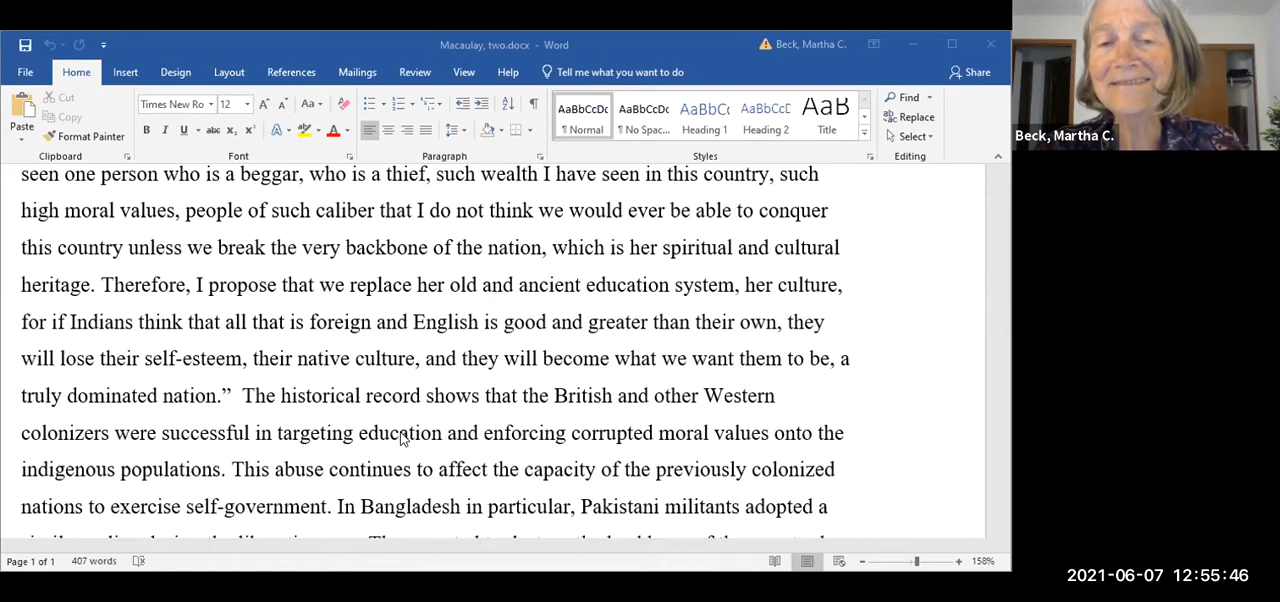 Macaulay, two.docx - Word
Beck, Martha C.
File Home Insert Design Layout References Mailings Review View Help Tell me what you want to do Share
Paste
Cut
Copy
Format Painter
Clipboard
Times New Ro 12 Aa
B I U abc x₂ x²
Font
Paragraph
AaBbCcDc AaBbCcDc AaBbC AaBbCcD AaB
¶ Normal ¶ No Spac... Heading 1 Heading 2 Title
Styles
Find
Replace
Select
Editing
Beck, Martha C.
seen one person who is a beggar, who is a thief, such wealth I have seen in this country, such
high moral values, people of such caliber that I do not think we would ever be able to conquer
this country unless we break the very backbone of the nation, which is her spiritual and cultural
heritage. Therefore, I propose that we replace her old and ancient education system, her culture,
for if Indians think that all that is foreign and English is good and greater than their own, they
will lose their self-esteem, their native culture, and they will become what we want them to be, a
truly dominated nation.”  The historical record shows that the British and other Western
colonizers were successful in targeting education and enforcing corrupted moral values onto the
indigenous populations. This abuse continues to affect the capacity of the previously colonized
nations to exercise self-government. In Bangladesh in particular, Pakistani militants adopted a
Page 1 of 1 407 words 158%
2021-06-07 12:55:46